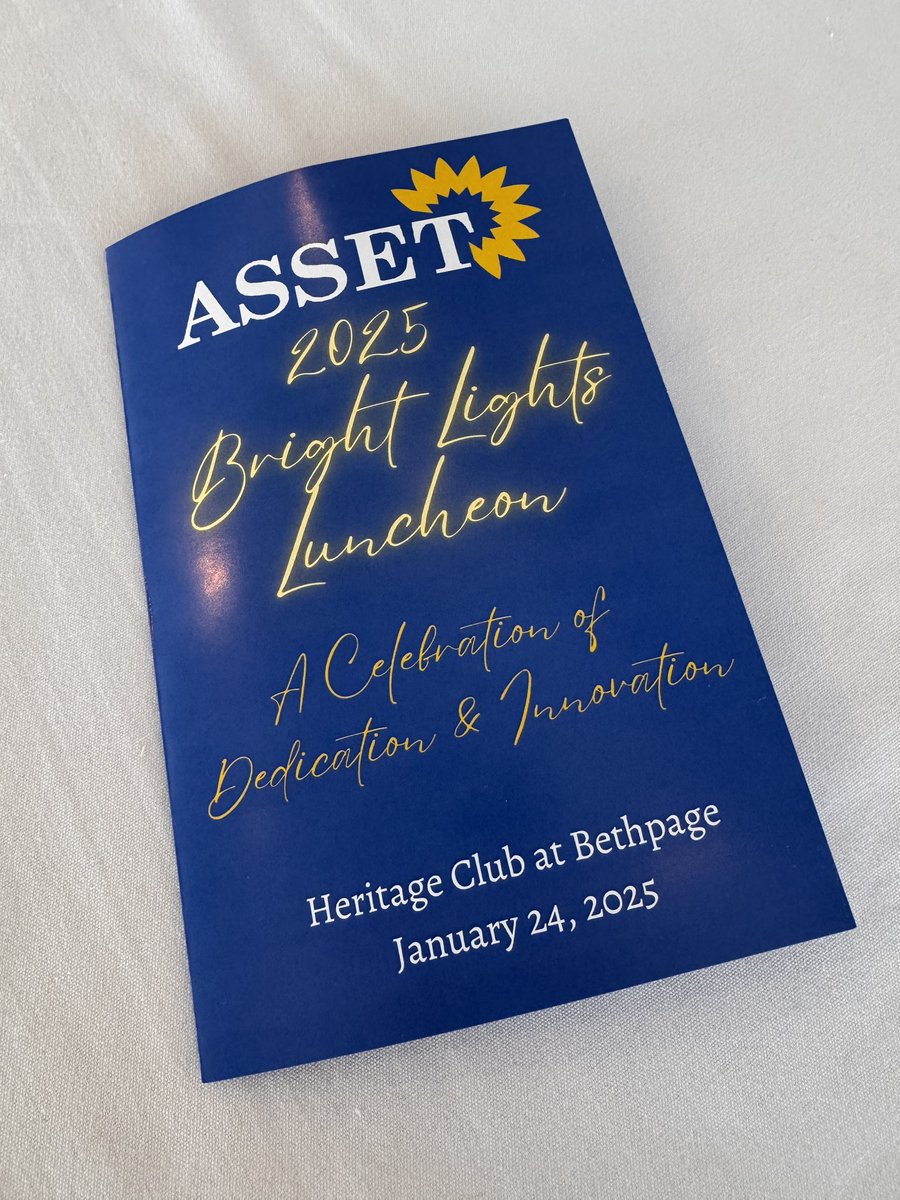 ASSET
2025
Bright Lights
Luncheon
A Celebration of
Dedication & Innovation
Heritage Club at Bethpage
January 24, 2025